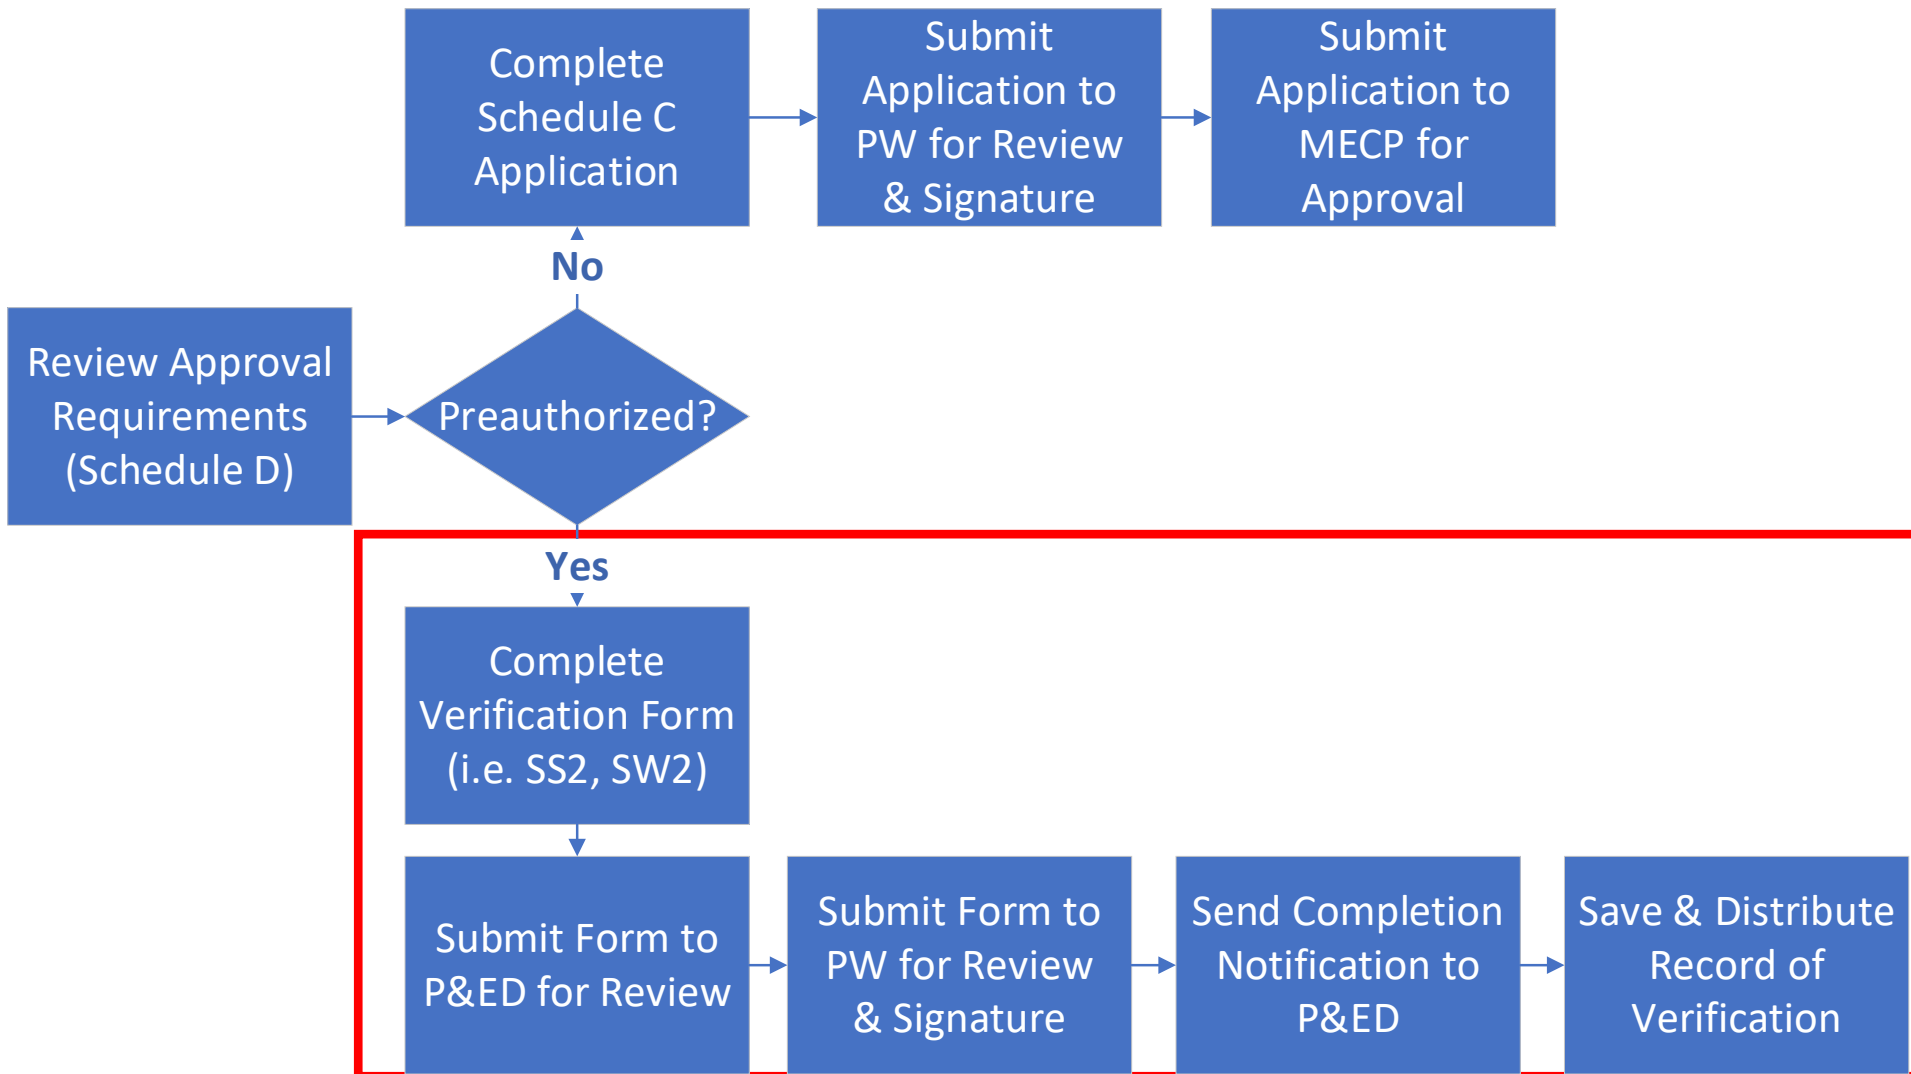 Complete
Schedule C
Application
Submit
Application to
PW for Review
& Signature
Submit
Application to
MECP for
Approval
No
Review Approval
Requirements
(Schedule D)
Preauthorized?
Yes
Complete
Verification Form
(i.e. SS2, SW2)
Submit Form to
P&ED for Review
Submit Form to
PW for Review
& Signature
Send Completion
Notification to
P&ED
Save & Distribute
Record of
Verification